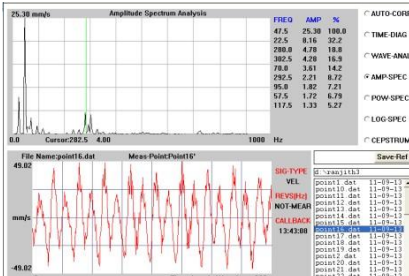 25.30 mm/s Amplitude Spectrum Analysis
FREQ AMP %
47.5 25.30 100.0
22.5 8.16 32.2
280.0 4.78 18.8
302.5 4.28 16.9
70.0 3.61 14.2
292.5 2.21 8.72
95.0 1.82 7.21
57.5 1.72 6.79
117.5 1.33 5.27
AUTO-CORR
TIME-DIAG
WAVE-ANAL
AMP-SPEC
POW-SPEC
LOG-SPEC
CEPSTRUM
0.0 Cursor:282.5 4.00 1000 Hz
File Name:point16.dat Meas-Point:Point16*
49.02
mm/s
-49.02
SIG-TYPE
VEL
REVS(Hz)
NOT-MEAR
CALLBACK
13:43:08
Save-Ref
d:\ranjith3
point1.dat 11-09-13
point10.dat 11-09-13
point11.dat 11-09-13
point12.dat 11-09-13
point13.dat 11-09-13
point14.dat 11-09-13
point15.dat 11-09-13
point16.dat 11-09-13
point17.dat 11-09-13
point18.dat 11-09-13
point19.dat 11-09-13
point2.dat 11-09-13
point20.dat 11-09-13
point21.dat 11-09-13